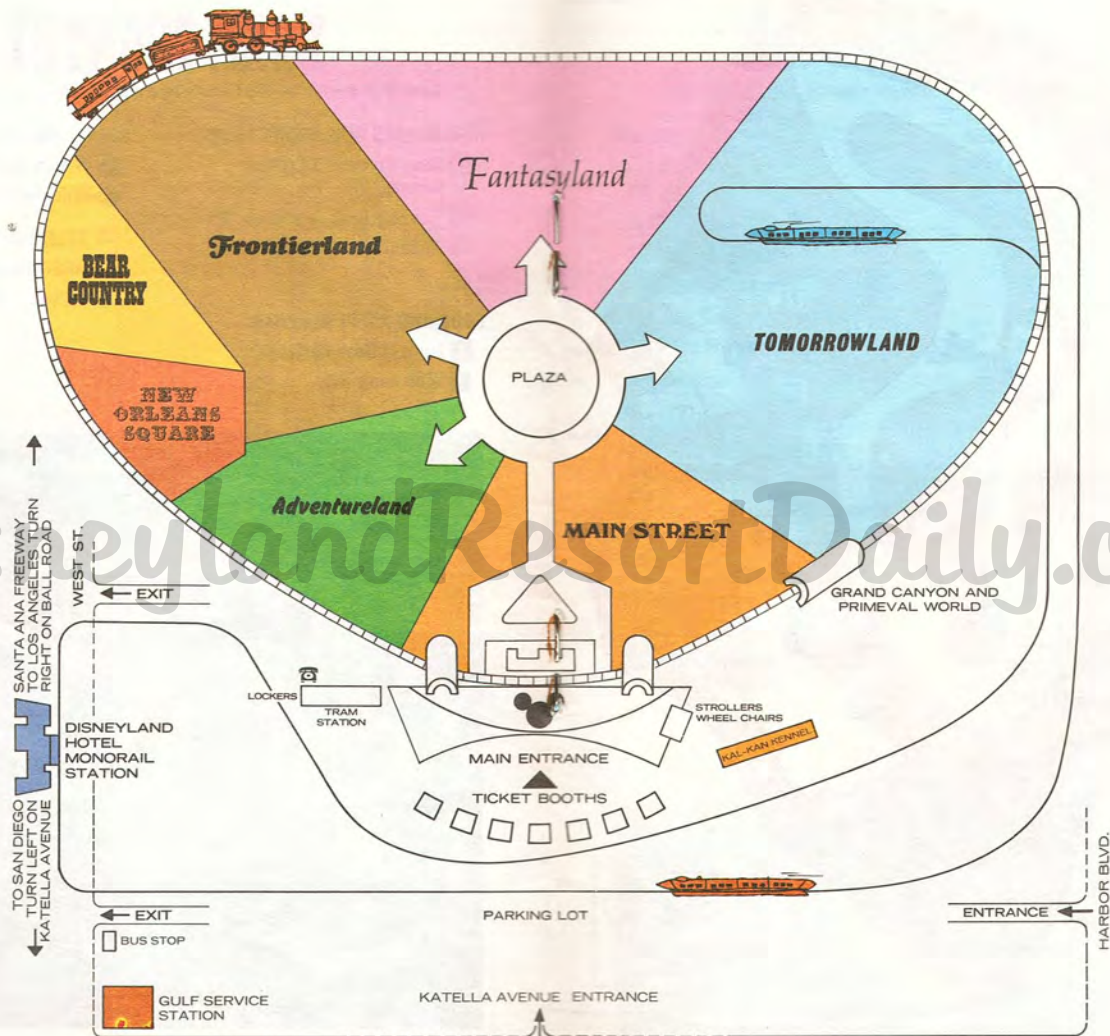 Fantasyland
Frontierland
BEAR
COUNTRY
TOMORROWLAND
PLAZA
NEW
ORLEANS
SQUARE
Adventureland
MAIN STREET
neylandResortDaily.c
GRAND CANYON AND
PRIMEVAL WORLD
SANTA ANA FREEWAY
TO LOS ANGELES TURN
RIGHT ON BALL ROAD
WEST ST.
EXIT
LOCKERS
TRAM
STATION
STROLLERS
WHEEL CHAIRS
KAL-KAN KENNEL
DISNEYLAND
HOTEL
MONORAIL
STATION
MAIN ENTRANCE
TICKET BOOTHS
TO SAN DIEGO
TURN LEFT ON
KATELLA AVENUE
EXIT
PARKING LOT
ENTRANCE
HARBOR BLVD.
BUS STOP
GULF SERVICE
STATION
KATELLA AVENUE ENTRANCE